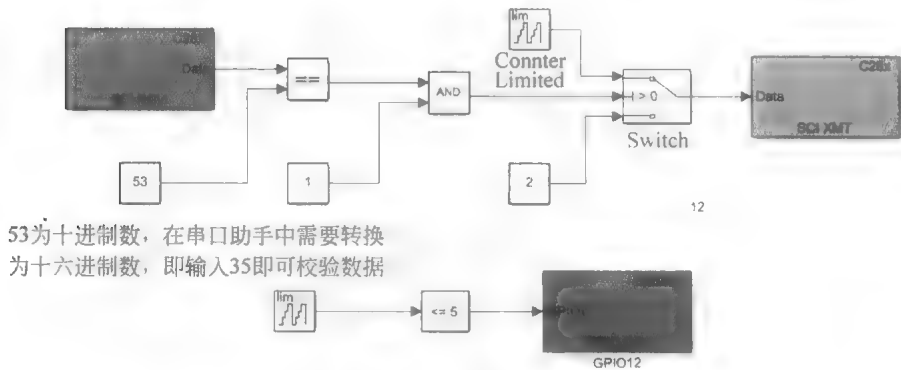 lim
Connter
Limited
C28x
Data
==
AND
> 0
Data
SCI XMT
Switch
53
1
2
12
53为十进制数，在串口助手中需要转换
为十六进制数，即输入35即可校验数据
lim
<= 5
GPIO12